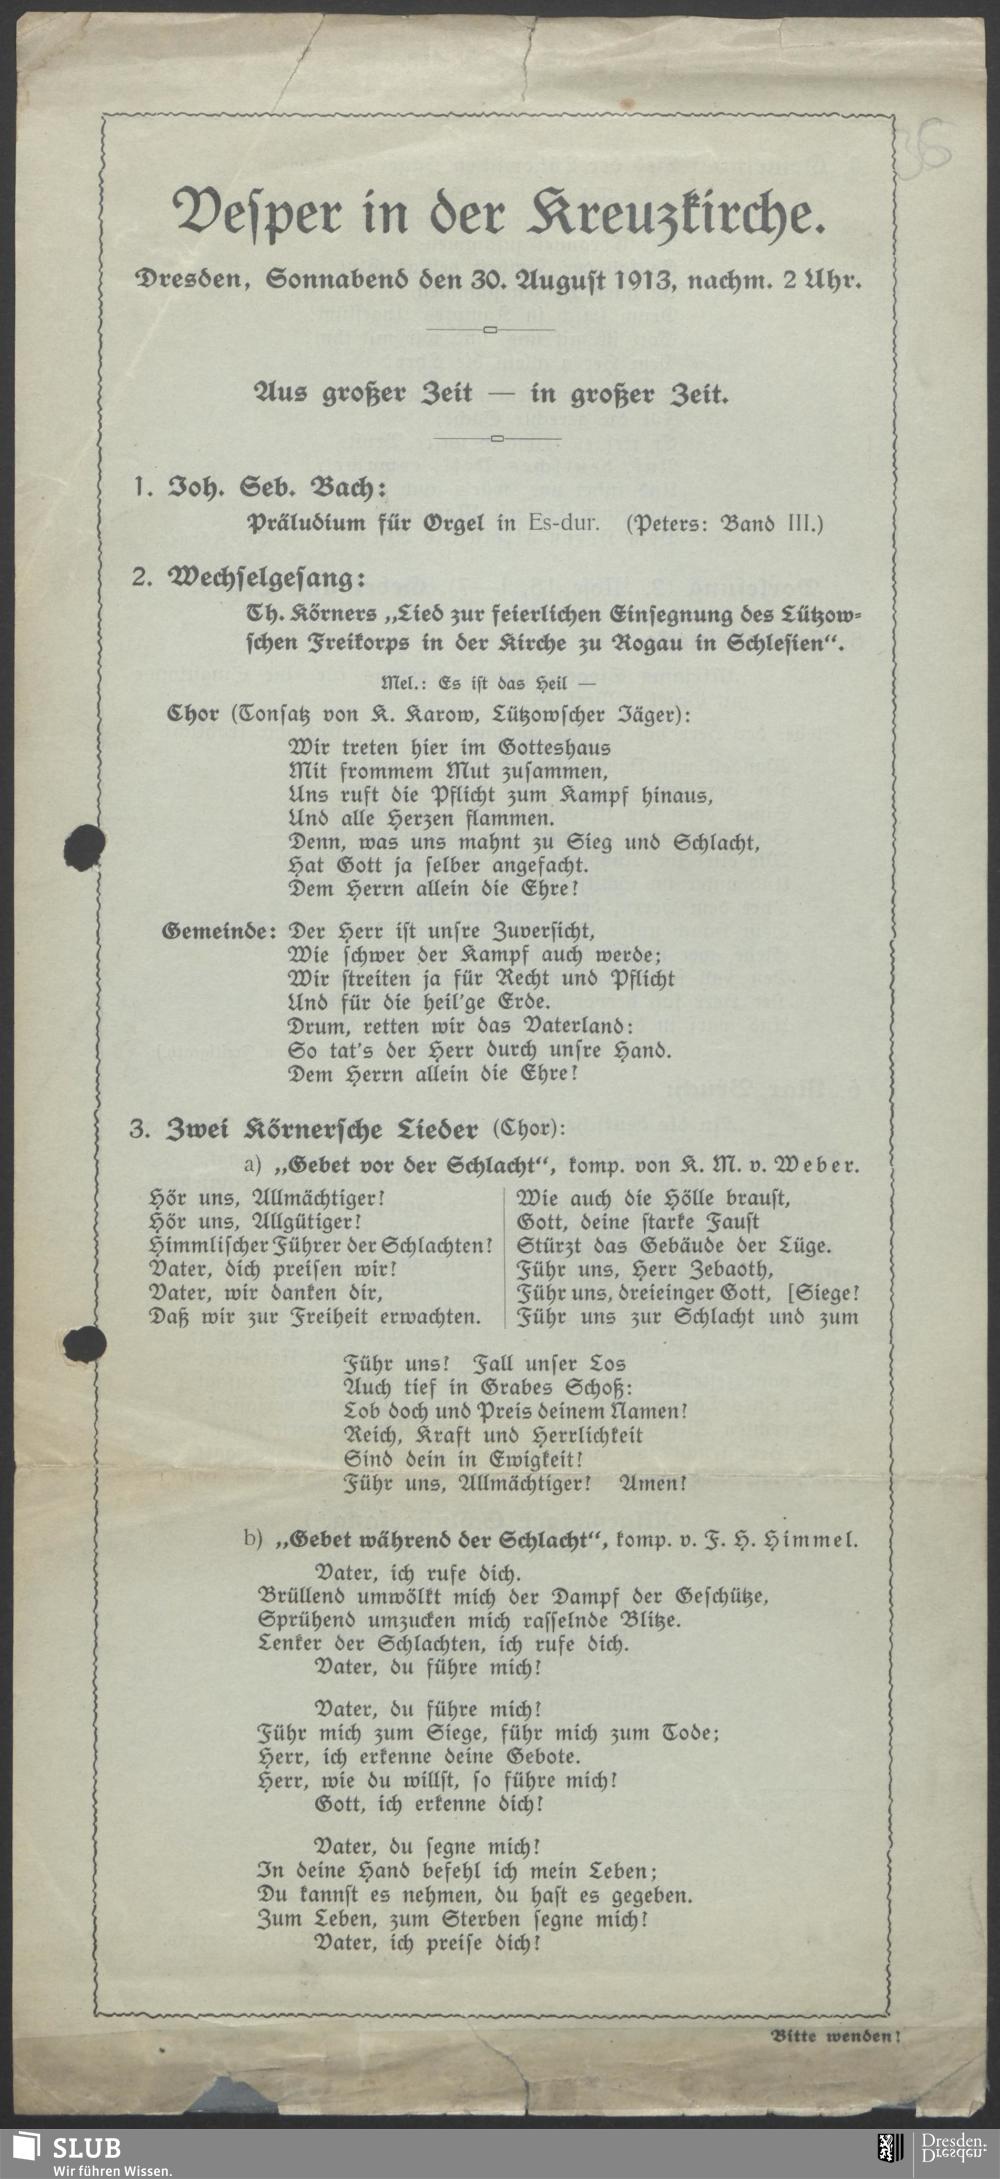 36
Vesper in der Kreuzkirche.
Dresden, Sonnabend den 30. August 1913, nachm. 2 Uhr.
Aus großer Zeit — in großer Zeit.
1. Joh. Seb. Bach:
Präludium für Orgel in Es-dur. (Peters: Band III.)
2. Wechselgesang:
Th. Körners „Lied zur feierlichen Einsegnung des Lützow-
schen Freikorps in der Kirche zu Rogau in Schlesien“.
Mel.: Es ist das Heil —
Chor (Tonsatz von K. Karow, Lützowscher Jäger):
Wir treten hier im Gotteshaus
Mit frommem Mut zusammen,
Uns ruft die Pflicht zum Kampf hinaus,
Und alle Herzen flammen.
Denn, was uns mahnt zu Sieg und Schlacht,
Hat Gott ja selber angefacht.
Dem Herrn allein die Ehre!
Gemeinde: Der Herr ist unsre Zuversicht,
Wie schwer der Kampf auch werde;
Wir streiten ja für Recht und Pflicht
Und für die heil'ge Erde.
Drum, retten wir das Vaterland:
So tat's der Herr durch unsre Hand.
Dem Herrn allein die Ehre!
3. Zwei Körnersche Lieder (Chor):
a) „Gebet vor der Schlacht“, komp. von K. M. v. Weber.
Hör uns, Allmächtiger!
Hör uns, Allgütiger!
Himmlischer Führer der Schlachten!
Vater, dich preisen wir!
Vater, wir danken dir,
Daß wir zur Freiheit erwachten.
Wie auch die Hölle braust,
Gott, deine starke Faust
Stürzt das Gebäude der Lüge.
Führ uns, Herr Zebaoth,
Führ uns, dreieinger Gott, [Siege!
Führ uns zur Schlacht und zum
Führ uns! Fall unser Los
Auch tief in Grabes Schoß:
Lob doch und Preis deinem Namen!
Reich, Kraft und Herrlichkeit
Sind dein in Ewigkeit!
Führ uns, Allmächtiger! Amen!
b) „Gebet während der Schlacht“, komp. v. F. H. Himmel.
Vater, ich rufe dich.
Brüllend umwölkt mich der Dampf der Geschütze,
Sprühend umzucken mich rasselnde Blitze.
Lenker der Schlachten, ich rufe dich.
Vater, du führe mich!
Vater, du führe mich!
Führ mich zum Siege, führ mich zum Tode;
Herr, ich erkenne deine Gebote.
Herr, wie du willst, so führe mich!
Gott, ich erkenne dich!
Vater, du segne mich!
In deine Hand befehl ich mein Leben;
Du kannst es nehmen, du hast es gegeben.
Zum Leben, zum Sterben segne mich!
Vater, ich preise dich!
Bitte wenden!
SLUB
Wir führen Wissen.
Dresden.
Dresdner.